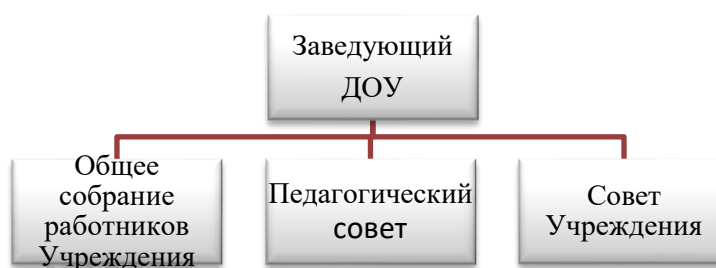 Заведующий
ДОУ
Общее
собрание
работников
Учреждения
Педагогический
совет
Совет
Учреждения